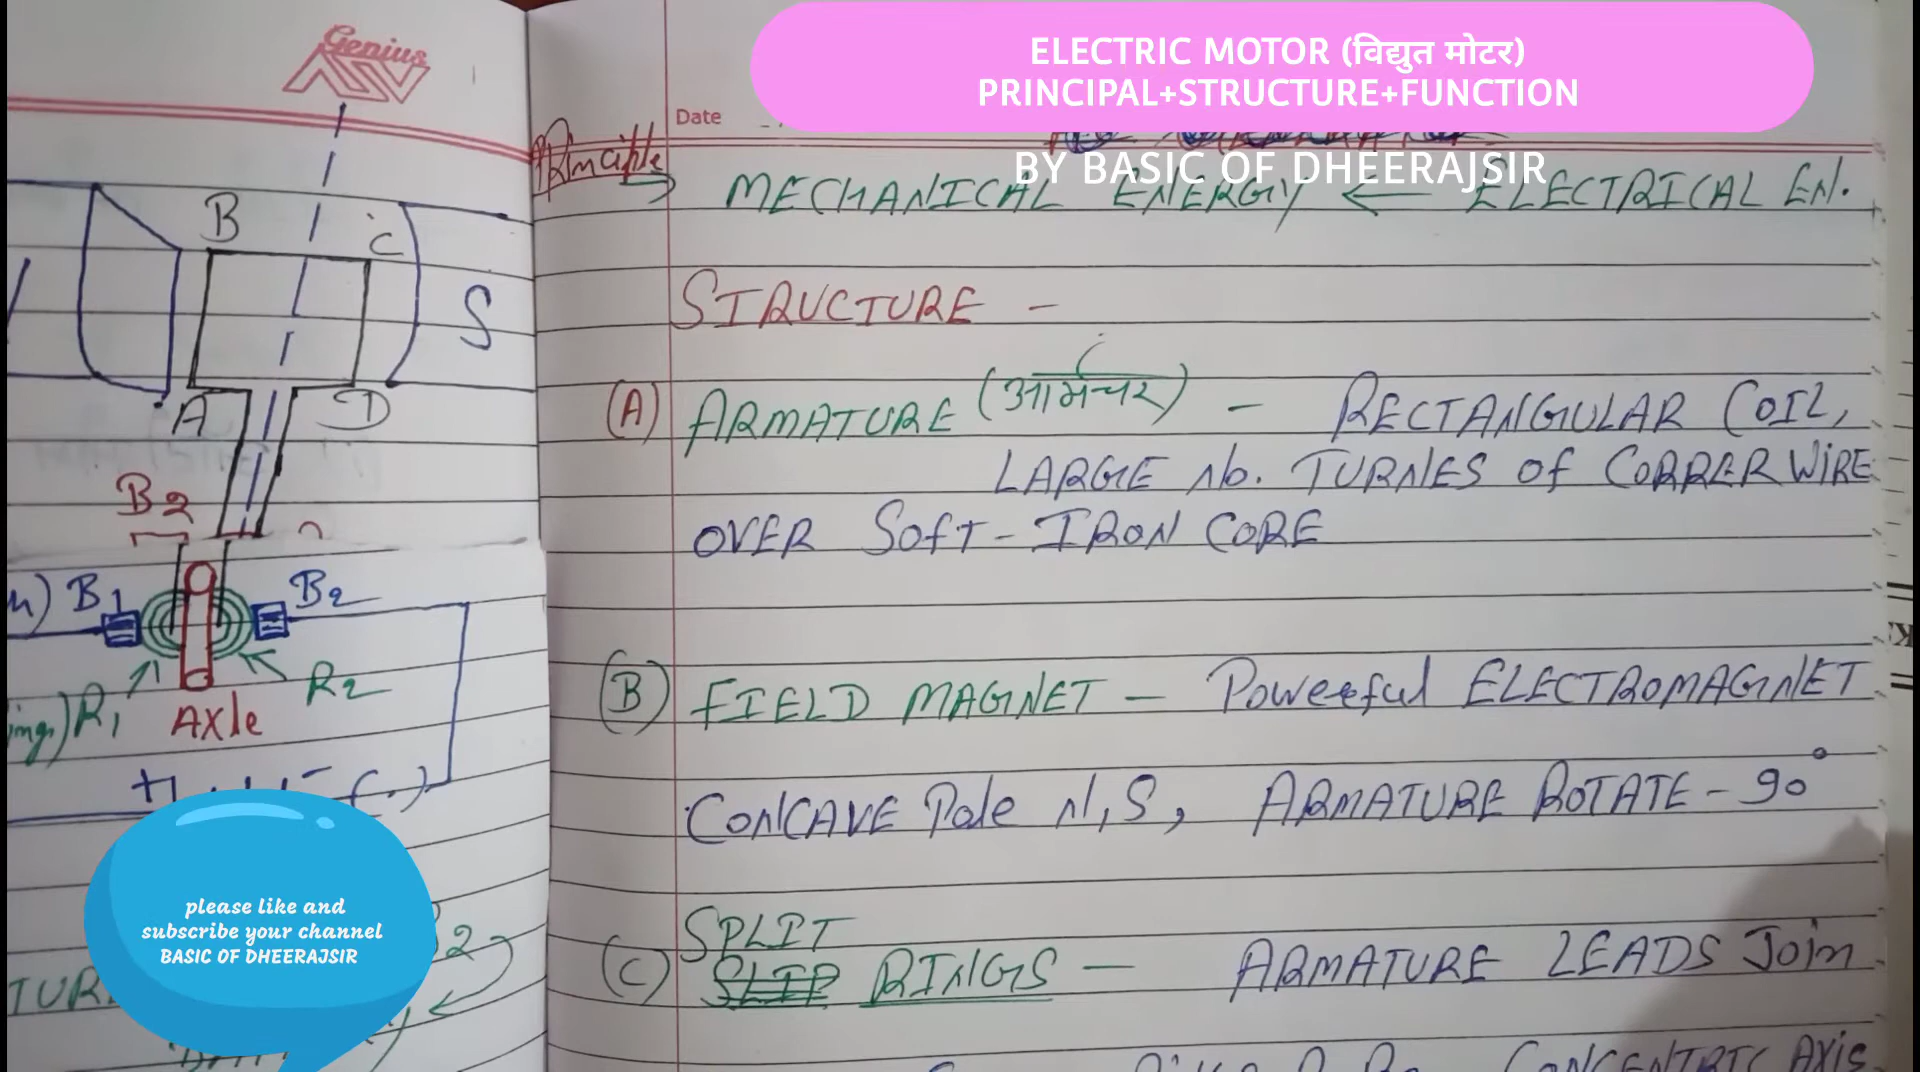 ELECTRIC MOTOR (विद्युत मोटर)
PRINCIPAL+STRUCTURE+FUNCTION
BY BASIC OF DHEERAJSIR
Genius
Date
Principle
MECHANICAL ENERGY ← ELECTRICAL EN.
STRUCTURE -
(A) ARMATURE (आर्मेचर) - RECTANGULAR COIL,
LARGE No. TURNES of CORRER WIRE
OVER Soft-IRON CORE
(B) FIELD MAGNET - Powerful ELECTROMAGNET
CONCAVE Pole N,S, ARMATURE ROTATE - 90°
SPLIT
(C) SLIP RINGS - ARMATURE LEADS Join
CONCENTRIC AXIS
B C
S
A D
B2
B1 B2
R1 R2
Axle
+ - (.)
2
please like and
subscribe your channel
BASIC OF DHEERAJSIR